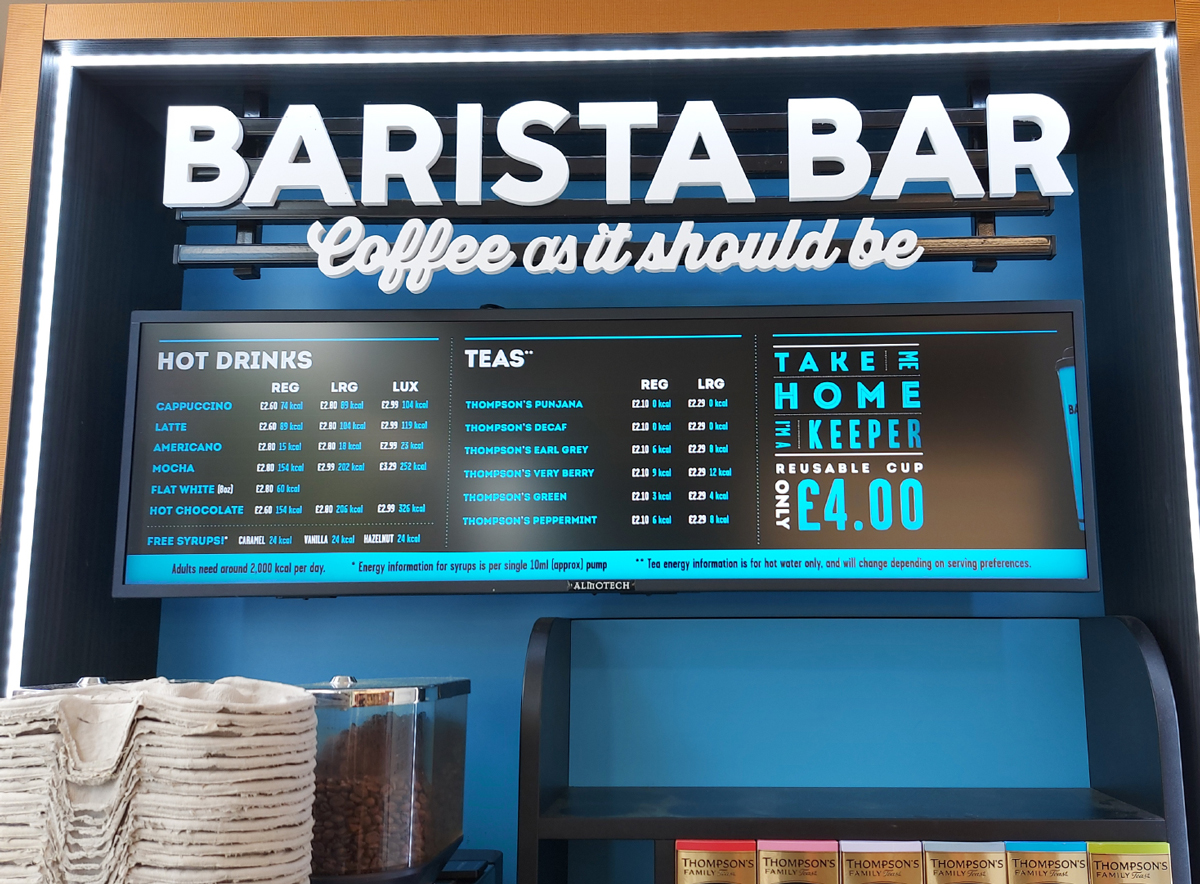 BARISTA BAR
Coffee as it should be
HOT DRINKS
REG LRG LUX
CAPPUCCINO £2.60 74 kcal £2.80 89 kcal £2.99 104 kcal
LATTE £2.60 89 kcal £2.80 104 kcal £2.99 119 kcal
AMERICANO £2.80 15 kcal £2.80 18 kcal £2.99 26 kcal
MOCHA £2.80 154 kcal £2.99 202 kcal £3.29 252 kcal
FLAT WHITE (8oz) £2.80 60 kcal
HOT CHOCOLATE £2.60 154 kcal £2.80 206 kcal £2.99 326 kcal
FREE SYRUPS!* CARAMEL 24 kcal VANILLA 24 kcal HAZELNUT 24 kcal
TEAS**
REG LRG
THOMPSON'S PUNJANA £2.10 0 kcal £2.29 0 kcal
THOMPSON'S DECAF £2.10 0 kcal £2.29 0 kcal
THOMPSON'S EARL GREY £2.10 6 kcal £2.29 8 kcal
THOMPSON'S VERY BERRY £2.10 9 kcal £2.29 12 kcal
THOMPSON'S GREEN £2.10 3 kcal £2.29 4 kcal
THOMPSON'S PEPPERMINT £2.10 6 kcal £2.29 8 kcal
TAKE ME
HOME
I'M A KEEPER
REUSABLE CUP
ONLY £4.00
BA
Adults need around 2,000 kcal per day. * Energy information for syrups is per single 10ml (approx) pump ** Tea energy information is for hot water only, and will change depending on serving preferences.
ALMOTECH
THOMPSON'S THOMPSON'S THOMPSON'S THOMPSON'S THOMPSON'S THOMPSON'S
FAMILY Teas FAMILY Teas FAMILY Teas FAMILY Teas FAMILY Teas FAMILY Teas